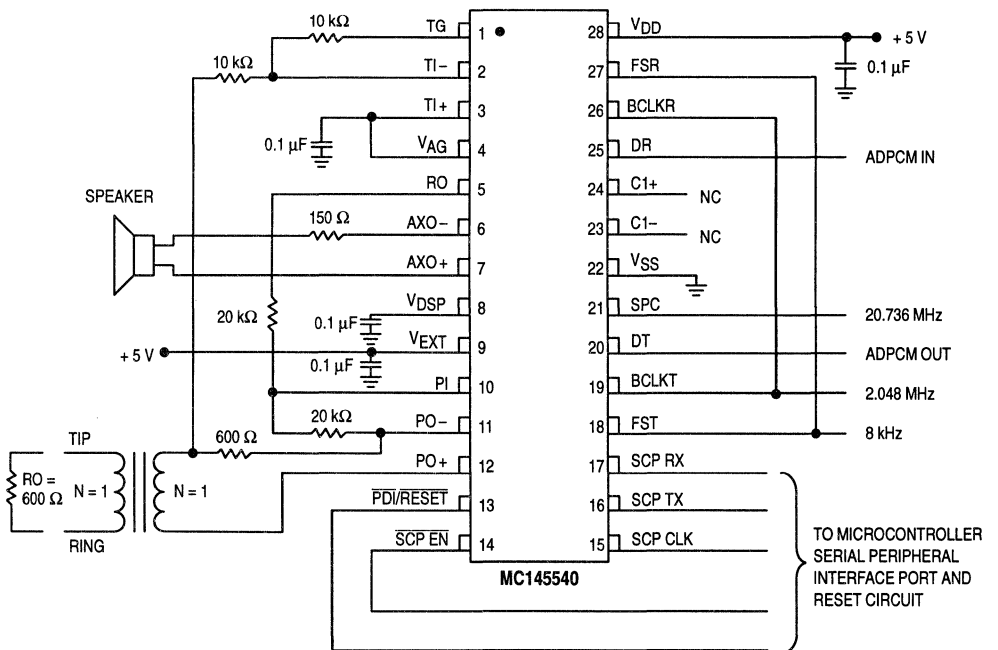 10 kΩ
TG
1
28
VDD
+ 5 V
10 kΩ
TI−
2
27
FSR
0.1 µF
TI+
3
26
BCLKR
0.1 µF
VAG
4
25
DR
ADPCM IN
RO
5
24
C1+
NC
SPEAKER
150 Ω
AXO−
6
23
C1−
NC
AXO+
7
22
VSS
20 kΩ
VDSP
8
21
SPC
20.736 MHz
0.1 µF
+ 5 V
VEXT
9
20
DT
ADPCM OUT
0.1 µF
PI
10
19
BCLKT
2.048 MHz
20 kΩ
PO−
11
18
FST
8 kHz
TIP
600 Ω
PO+
12
17
SCP RX
RO =
600 Ω
N = 1
N = 1
PDI/RESET
13
16
SCP TX
RING
SCP EN
14
15
SCP CLK
MC145540
TO MICROCONTROLLER
SERIAL PERIPHERAL
INTERFACE PORT AND
RESET CIRCUIT